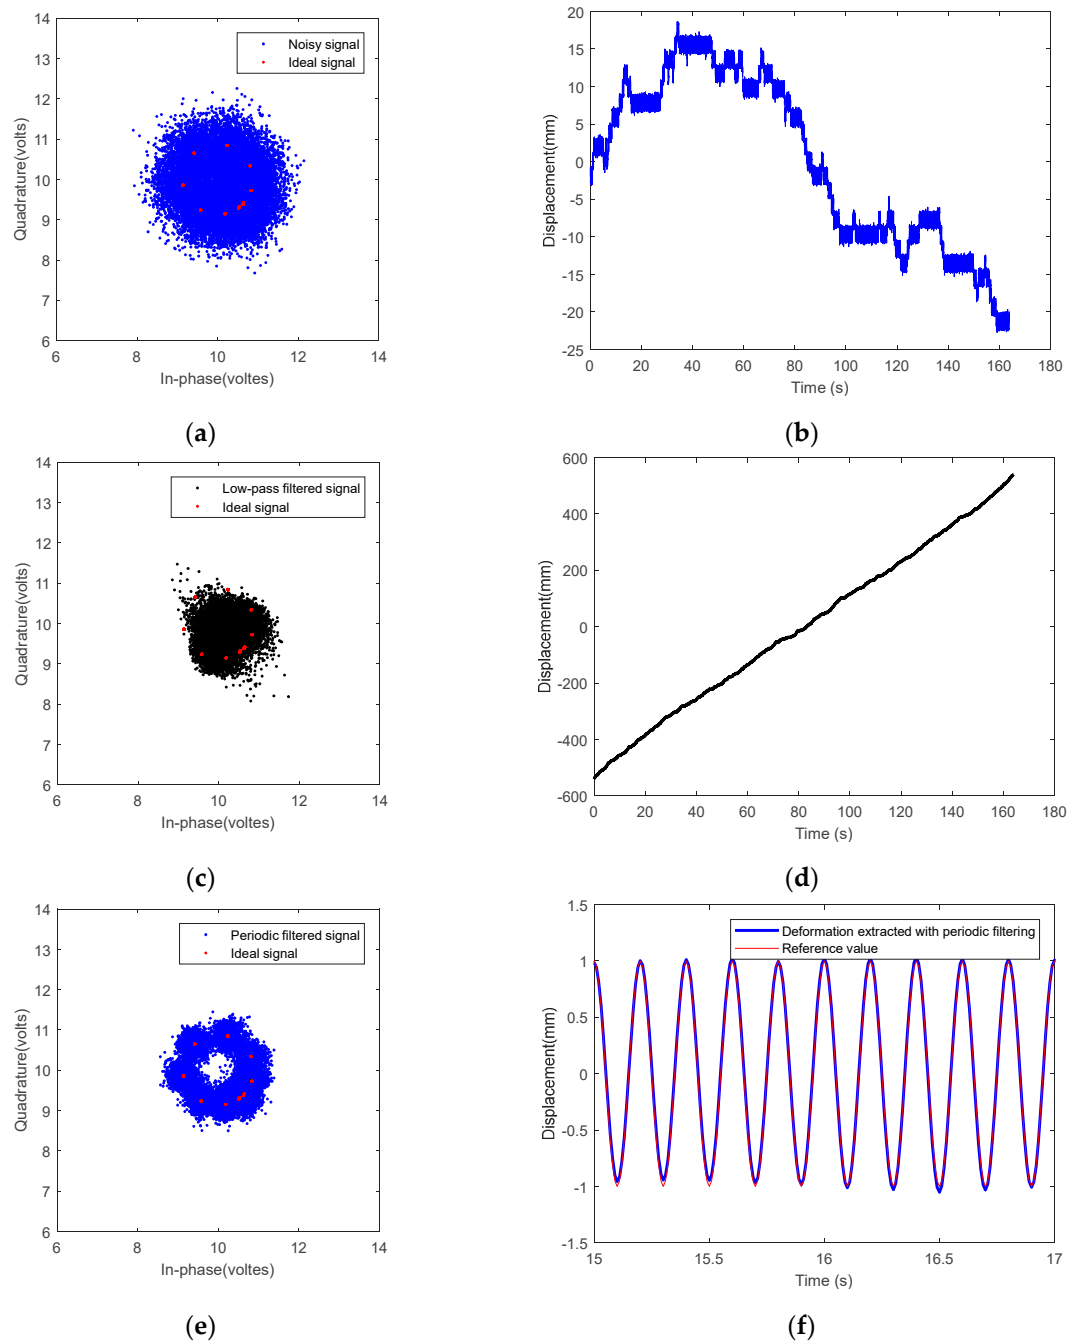 14
13
12
11
10
9
8
7
6
6 8 10 12 14
Quadrature(volts)
In-phase(voltes)
Noisy signal
Ideal signal
(a)
20
15
10
5
0
-5
-10
-15
-20
-25
0 20 40 60 80 100 120 140 160 180
Displacement(mm)
Time (s)
(b)
14
13
12
11
10
9
8
7
6
6 8 10 12 14
Quadrature(volts)
In-phase(voltes)
Low-pass filtered signal
Ideal signal
(c)
600
400
200
0
-200
-400
-600
0 20 40 60 80 100 120 140 160 180
Displacement(mm)
Time (s)
(d)
14
13
12
11
10
9
8
7
6
6 8 10 12 14
Quadrature(volts)
In-phase(voltes)
Periodic filtered signal
Ideal signal
(e)
1.5
1
0.5
0
-0.5
-1
-1.5
15 15.5 16 16.5 17
Displacement(mm)
Time (s)
Deformation extracted with periodic filtering
Reference value
(f)